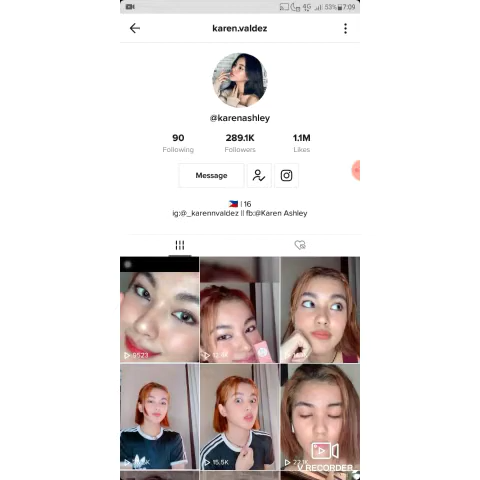 53% 7:09
karen.valdez
@karenashley
90 289.1K 1.1M
Following Followers Likes
Message
🇵🇭 | 16
ig:@_karennvaldez || fb:@Karen Ashley
9523
15.5K
V RECORDER